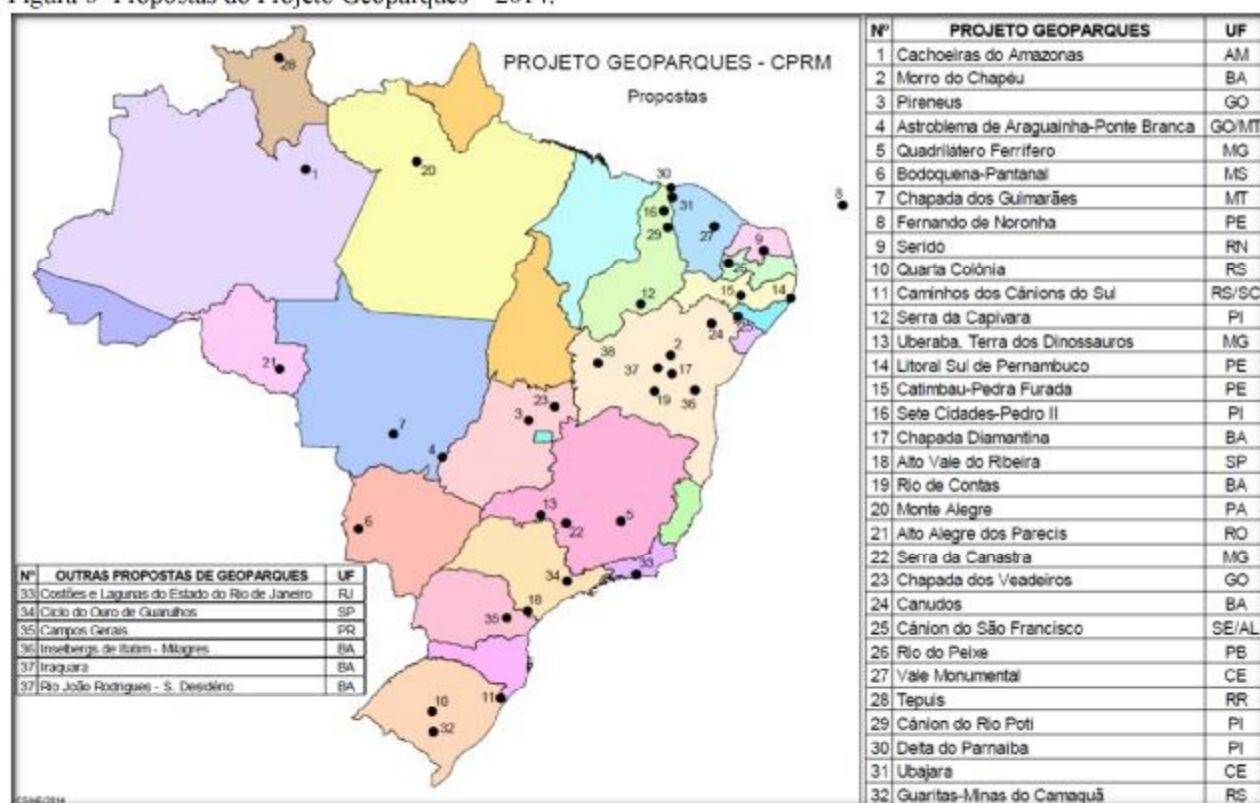 Figura 6- Propostas do Projeto Geoparques – 2014.
PROJETO GEOPARQUES - CPRM
Propostas
Nº PROJETO GEOPARQUES UF
1 Cachoeiras do Amazonas AM
2 Morro do Chapéu BA
3 Pireneus GO
4 Astroblema de Araguainha-Ponte Branca GO/MT
5 Quadrilátero Ferrífero MG
6 Bodoquena-Pantanal MS
7 Chapada dos Guimarães MT
8 Fernando de Noronha PE
9 Seridó RN
10 Quarta Colônia RS
11 Caminhos dos Cânions do Sul RS/SC
12 Serra da Capivara PI
13 Uberaba, Terra dos Dinossauros MG
14 Litoral Sul de Pernambuco PE
15 Catimbau-Pedra Furada PE
16 Sete Cidades-Pedro II PI
17 Chapada Diamantina BA
18 Alto Vale do Ribeira SP
19 Rio de Contas BA
20 Monte Alegre PA
21 Alto Alegre dos Parecis RO
22 Serra da Canastra MG
23 Chapada dos Veadeiros GO
24 Canudos BA
25 Cânion do São Francisco SE/AL
26 Rio do Peixe PB
27 Vale Monumental CE
28 Tepuis RR
29 Cânion do Rio Poti PI
30 Delta do Parnaíba PI
31 Ubajara CE
32 Guaritas-Minas do Camaquã RS
Nº OUTRAS PROPOSTAS DE GEOPARQUES UF
33 Costões e Lagunas do Estado do Rio de Janeiro RJ
34 Ciclo do Ouro de Guarulhos SP
35 Campos Gerais PR
36 Inselbergs de Itatim - Milagres BA
37 Iraquara BA
37 Rio João Rodrigues - S. Desidério BA
28
1
20
30
31
16
29
27
8
9
26
12
15
14
25
24
2
38
37
17
19
36
21
23
3
7
4
13
22
5
6
33
34
18
35
11
10
32